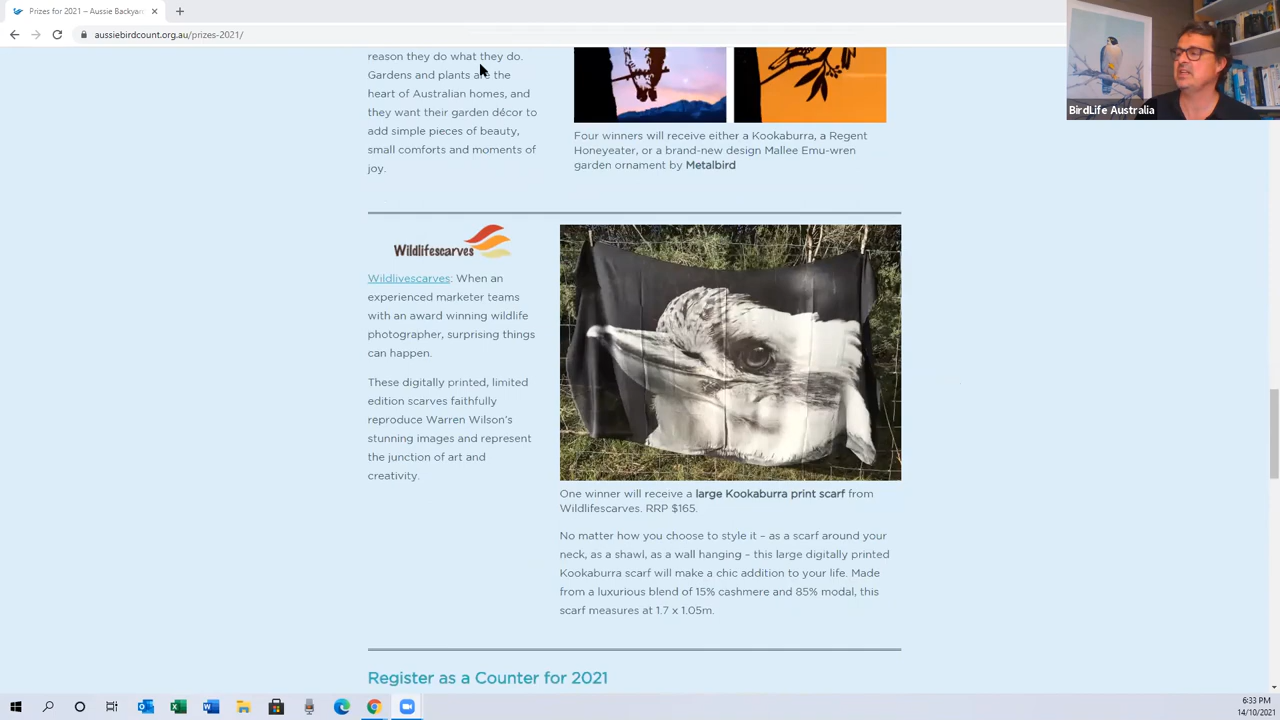 Prizes for 2021 – Aussie Backyar
aussiebirdcount.org.au/prizes-2021/
BirdLife Australia
reason they do what they do.
Gardens and plants are the
heart of Australian homes, and
they want their garden décor to
add simple pieces of beauty,
small comforts and moments of
joy.
Four winners will receive either a Kookaburra, a Regent
Honeyeater, or a brand-new design Mallee Emu-wren
garden ornament by Metalbird
Wildlifescarves
Wildlivescarves: When an
experienced marketer teams
with an award winning wildlife
photographer, surprising things
can happen.
These digitally printed, limited
edition scarves faithfully
reproduce Warren Wilson's
stunning images and represent
the junction of art and
creativity.
One winner will receive a large Kookaburra print scarf from
Wildlifescarves. RRP $165.
No matter how you choose to style it – as a scarf around your
neck, as a shawl, as a wall hanging – this large digitally printed
Kookaburra scarf will make a chic addition to your life. Made
from a luxurious blend of 15% cashmere and 85% modal, this
scarf measures at 1.7 x 1.05m.
Register as a Counter for 2021
6:33 PM
14/10/2021